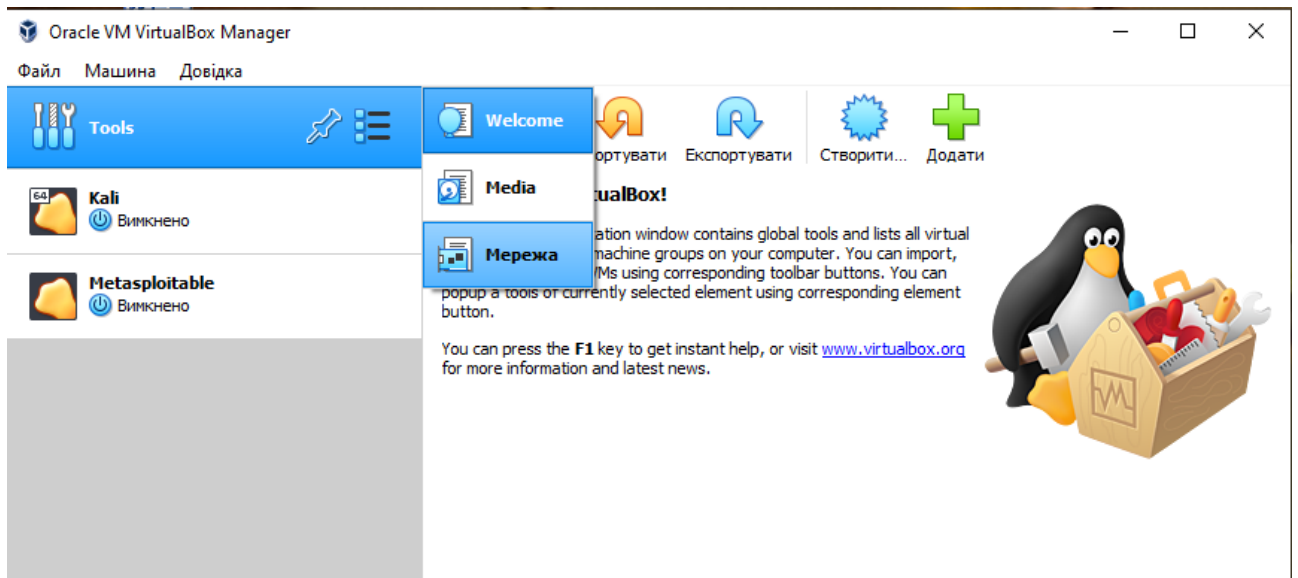 Oracle VM VirtualBox Manager
Файл Машина Довідка
Tools
Welcome
Media
Мережа
ортувати Експортувати Створити... Додати
64
Kali
Вимкнено
Metasploitable
Вимкнено
tualBox!
ation window contains global tools and lists all virtual
machine groups on your computer. You can import,
VMs using corresponding toolbar buttons. You can
popup a tools of currently selected element using corresponding element
button.
You can press the F1 key to get instant help, or visit www.virtualbox.org
for more information and latest news.